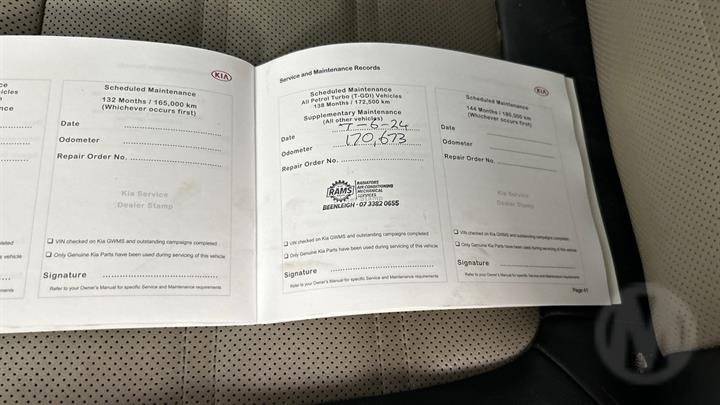 KIA
Scheduled Maintenance
132 Months / 165,000 km
(Whichever occurs first)
Date
Odometer
Repair Order No.
Kia Service
Dealer Stamp
VIN checked on Kia GWMS and outstanding campaigns completed
Only Genuine Kia Parts have been used during servicing of this vehicle
Signature
Refer to your Owner's Manual for specific Service and Maintenance requirements
Service and Maintenance Records
Scheduled Maintenance
All Petrol Turbo (T-GDI) Vehicles
138 Months / 172,500 km
Supplementary Maintenance
(All other vehicles)
Date 7-6-24
Odometer 170,673
Repair Order No.
RAMS
RADIATORS
AIR CONDITIONING
MECHANICAL
SERVICES
BEENLEIGH - 07 3382 0655
VIN checked on Kia GWMS and outstanding campaigns completed
Only Genuine Kia Parts have been used during servicing of this vehicle
Signature
Refer to your Owner's Manual for specific Service and Maintenance requirements
KIA
Scheduled Maintenance
144 Months / 180,000 km
(Whichever occurs first)
Date
Odometer
Repair Order No.
Kia Service
Dealer Stamp
VIN checked on Kia GWMS and outstanding campaigns completed
Only Genuine Kia Parts have been used during servicing of this vehicle
Signature
Refer to your Owner's Manual for specific Service and Maintenance requirements
Page 41